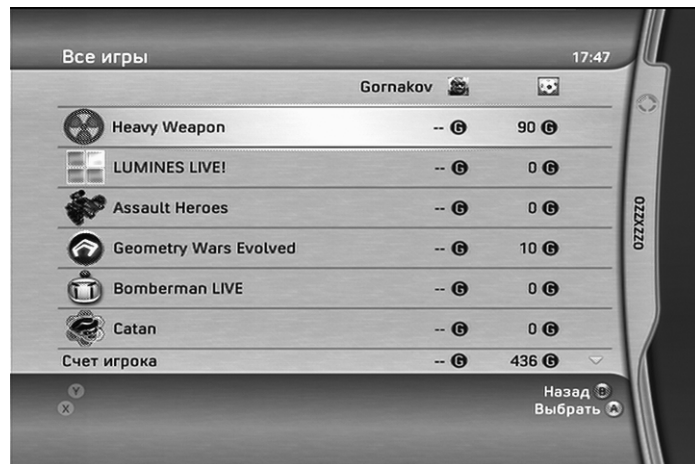 Все игры 17:47
Gornakov
Heavy Weapon -- G 90 G
LUMINES LIVE! -- G 0 G
Assault Heroes -- G 0 G
Geometry Wars Evolved -- G 10 G
Bomberman LIVE -- G 0 G
Catan -- G 0 G
Счет игрока -- G 436 G
Y
Назад B
X
Выбрать A
OZZXZZO